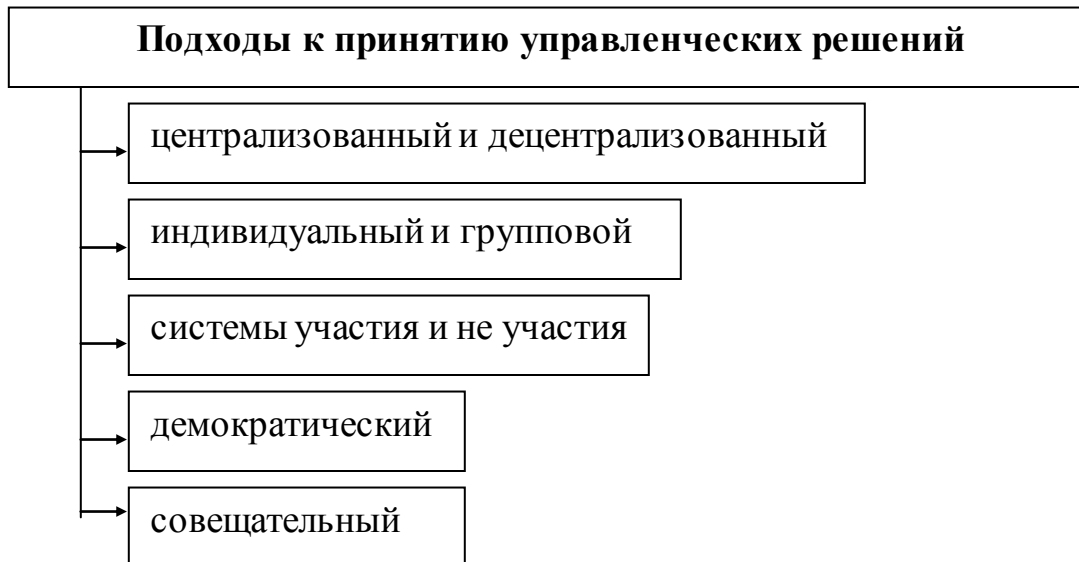 Подходы к принятию управленческих решений
централизованный и децентрализованный
индивидуальный и групповой
системы участия и не участия
демократический
совещательный